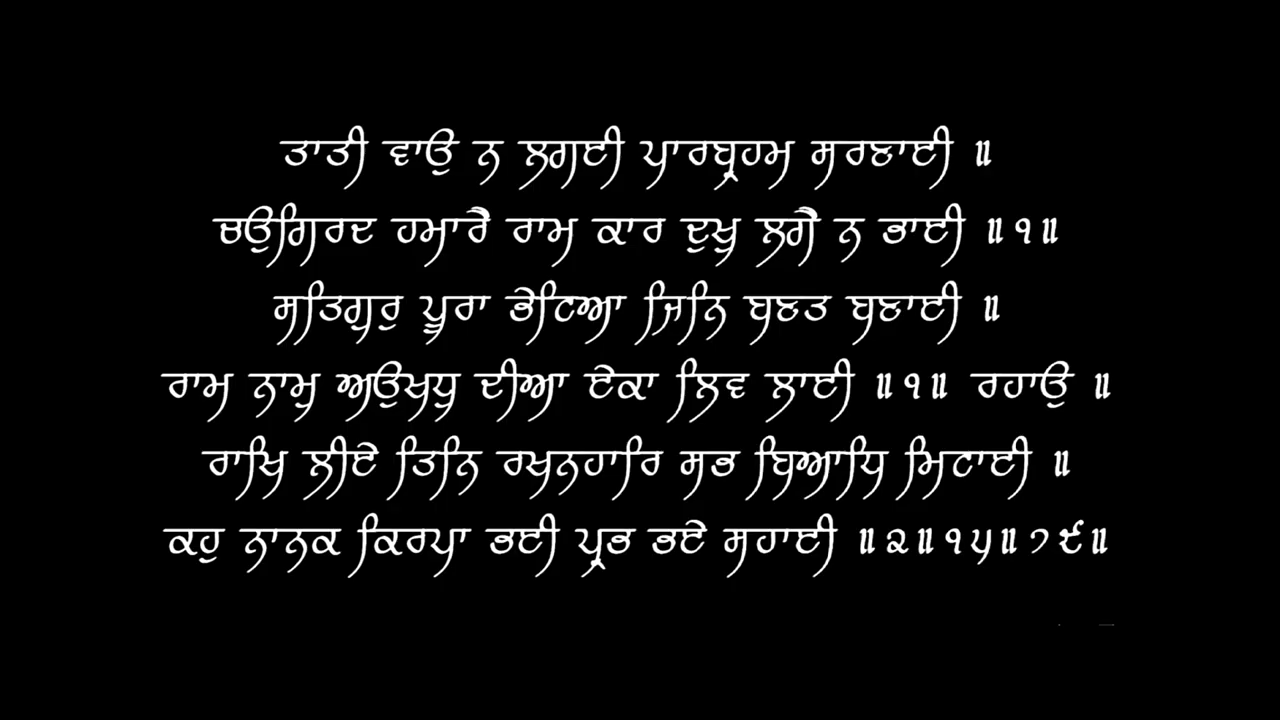 ਤਾਤੀ ਵਾਉ ਨ ਲਗਈ ਪਾਰਬ੍ਰਹਮ ਸਰਣਾਈ ॥
ਚਉਗਿਰਦ ਹਮਾਰੈ ਰਾਮ ਕਾਰ ਦੁਖੁ ਲਗੈ ਨ ਭਾਈ ॥੧॥
ਸਤਿਗੁਰੁ ਪੂਰਾ ਭੇਟਿਆ ਜਿਨਿ ਬਣਤ ਬਣਾਈ ॥
ਰਾਮ ਨਾਮੁ ਅਉਖਧੁ ਦੀਆ ਏਕਾ ਲਿਵ ਲਾਈ ॥੧॥ ਰਹਾਉ ॥
ਰਾਖਿ ਲੀਏ ਤਿਨਿ ਰਖਨਹਾਰਿ ਸਭ ਬਿਆਧਿ ਮਿਟਾਈ ॥
ਕਹੁ ਨਾਨਕ ਕਿਰਪਾ ਭਈ ਪ੍ਰਭ ਭਏ ਸਹਾਈ ॥੨॥੧੫॥੭੯॥